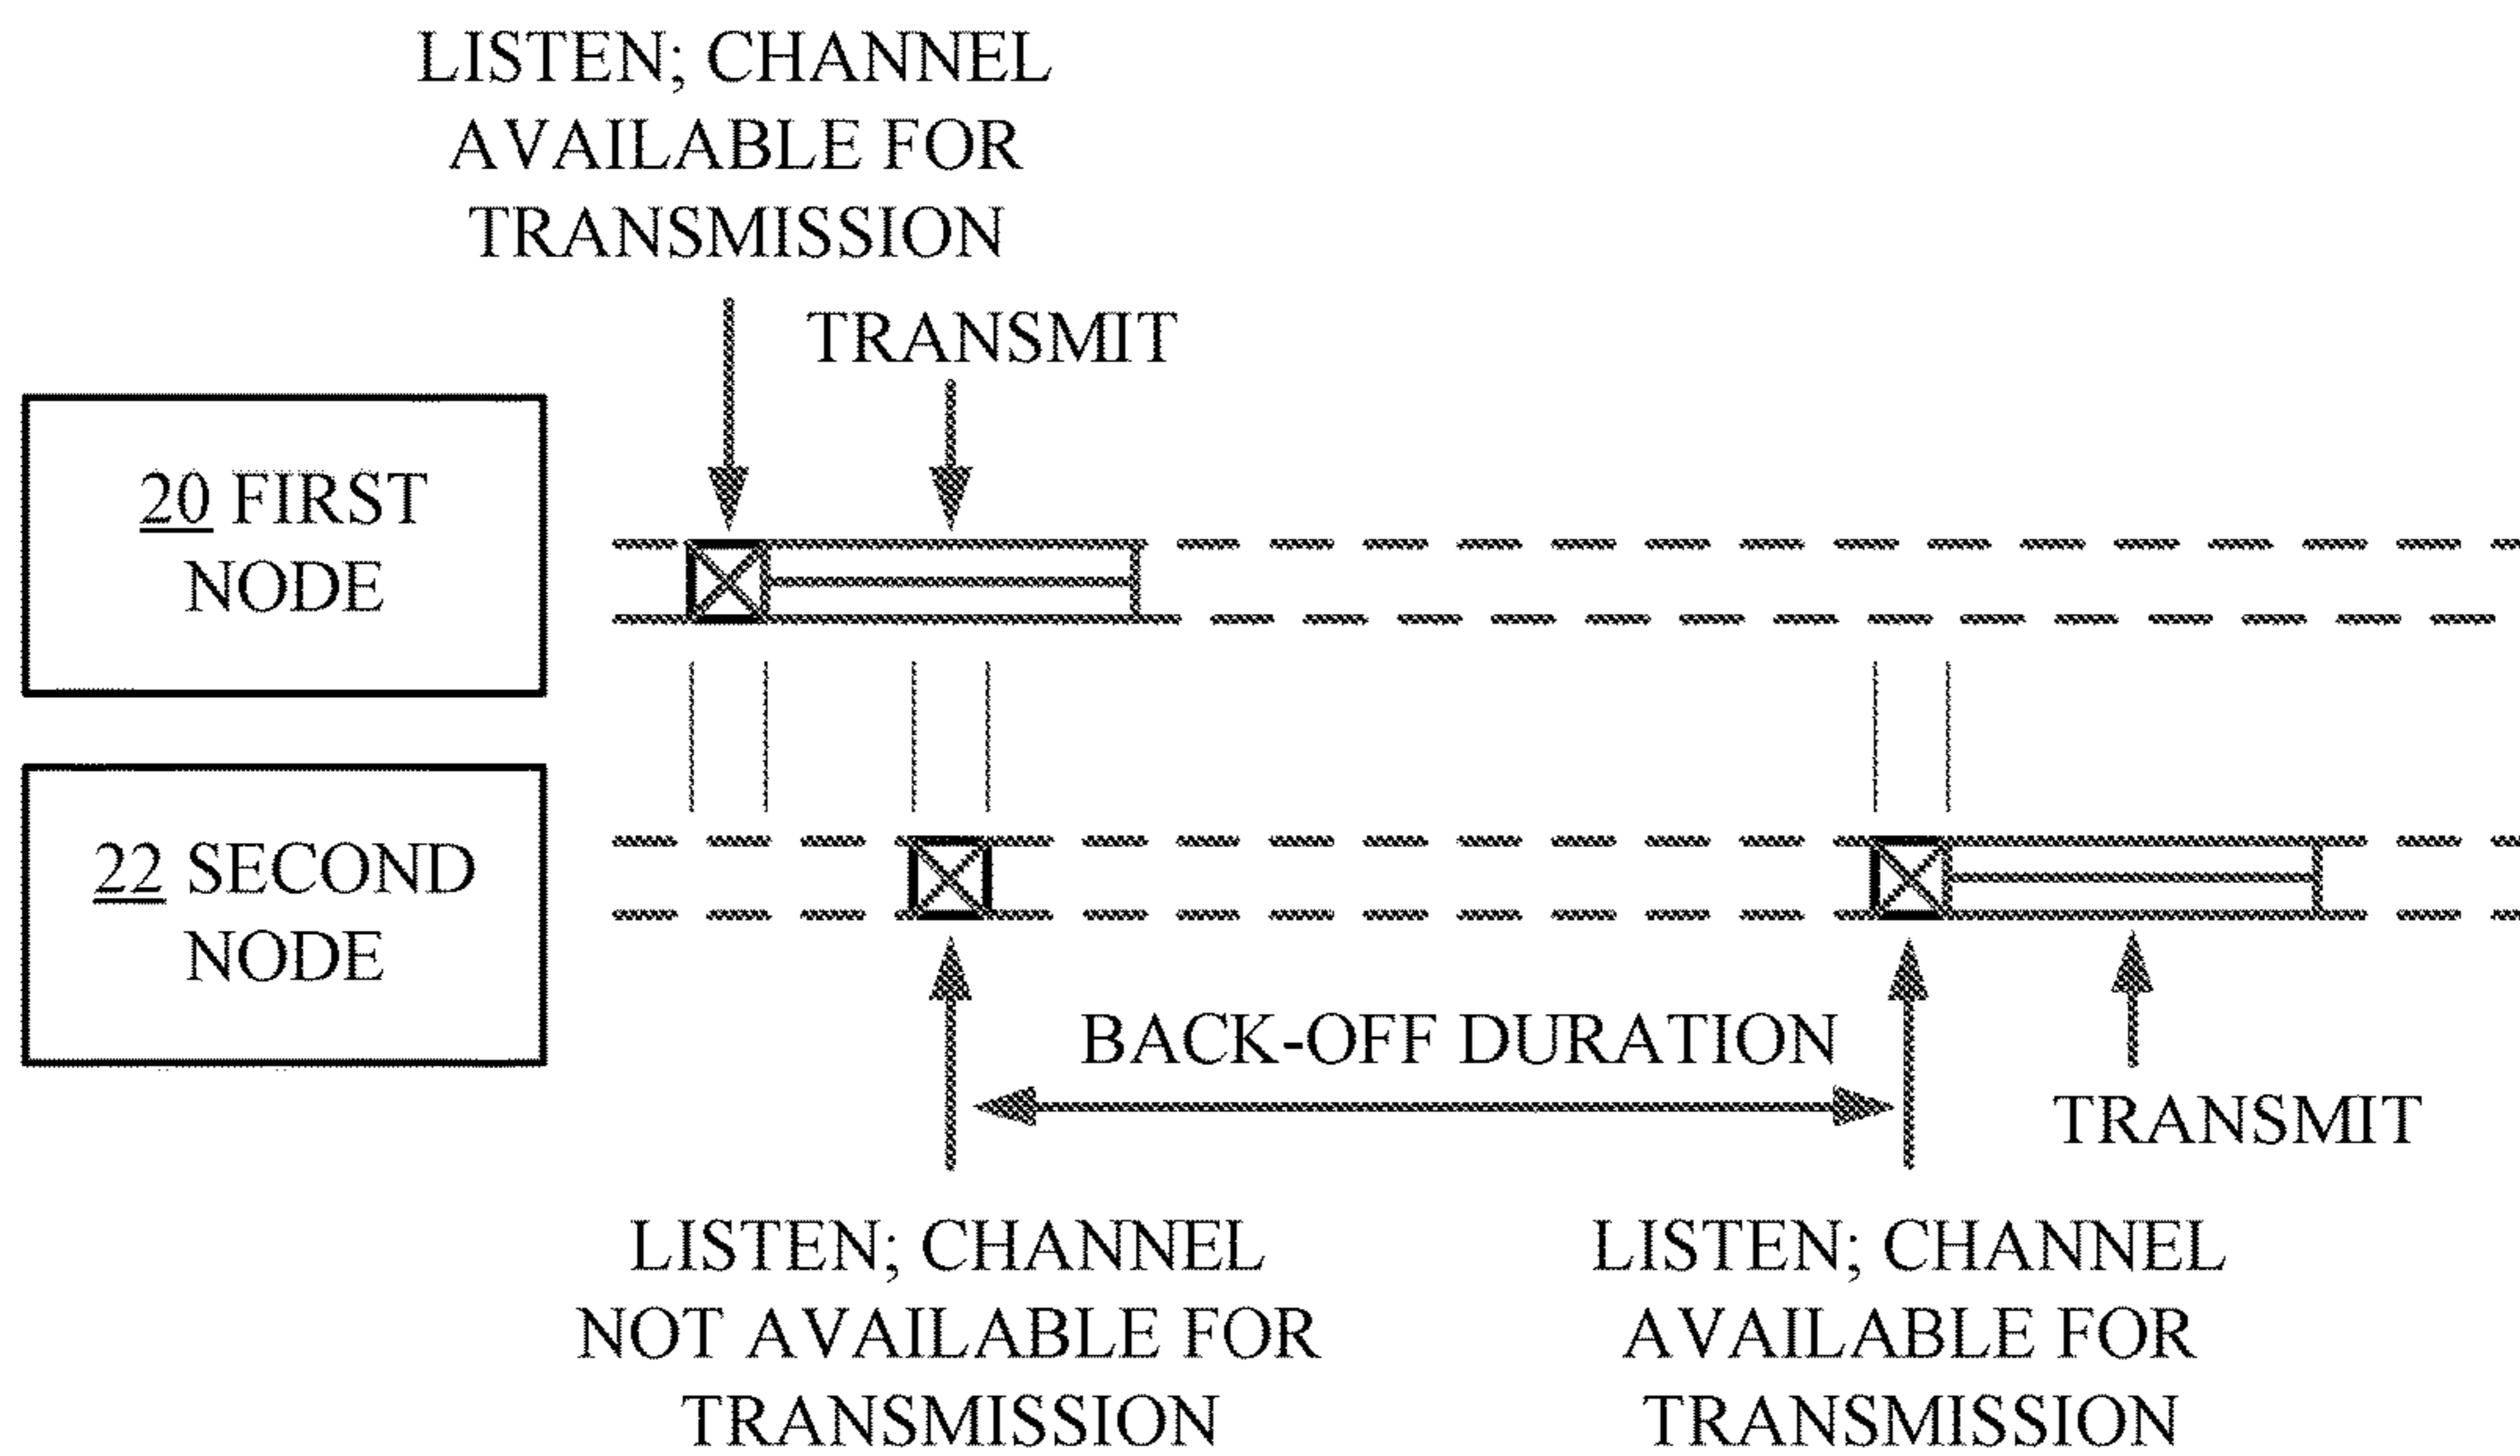 LISTEN; CHANNEL
AVAILABLE FOR
TRANSMISSION
TRANSMIT
20 FIRST
NODE
22 SECOND
NODE
BACK-OFF DURATION
TRANSMIT
LISTEN; CHANNEL
NOT AVAILABLE FOR
TRANSMISSION
LISTEN; CHANNEL
AVAILABLE FOR
TRANSMISSION